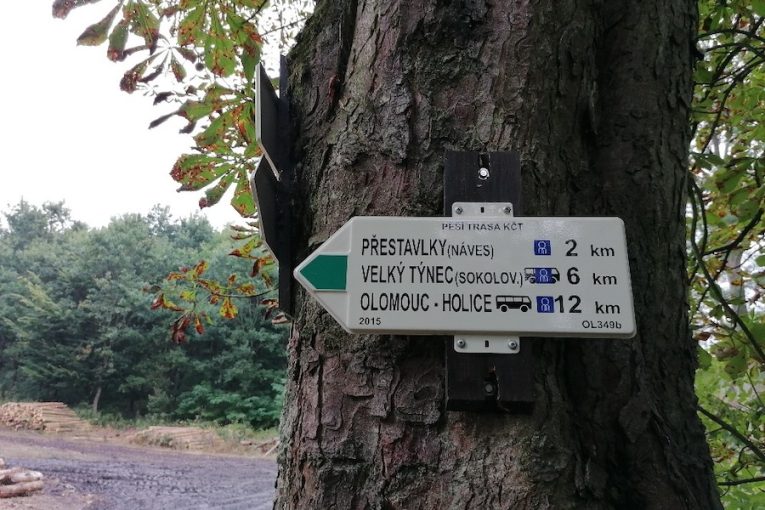 PĚŠÍ TRASA KČT
PŘESTAVLKY (NÁVES) 2 km
VELKÝ TÝNEC (SOKOLOV.) 6 km
OLOMOUC · HOLICE 12 km
2015 OL349b